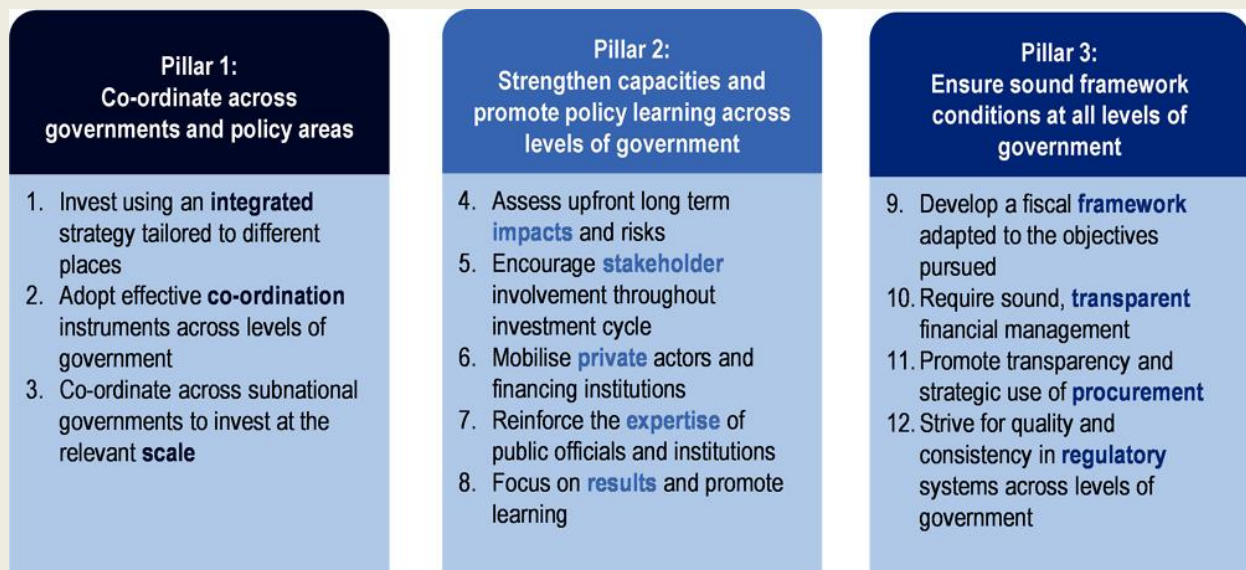 Pillar 1:
Co-ordinate across
governments and policy areas
1. Invest using an integrated
strategy tailored to different
places
2. Adopt effective co-ordination
instruments across levels of
government
3. Co-ordinate across subnational
governments to invest at the
relevant scale
Pillar 2:
Strengthen capacities and
promote policy learning across
levels of government
4. Assess upfront long term
impacts and risks
5. Encourage stakeholder
involvement throughout
investment cycle
6. Mobilise private actors and
financing institutions
7. Reinforce the expertise of
public officials and institutions
8. Focus on results and promote
learning
Pillar 3:
Ensure sound framework
conditions at all levels of
government
9. Develop a fiscal framework
adapted to the objectives
pursued
10. Require sound, transparent
financial management
11. Promote transparency and
strategic use of procurement
12. Strive for quality and
consistency in regulatory
systems across levels of
government